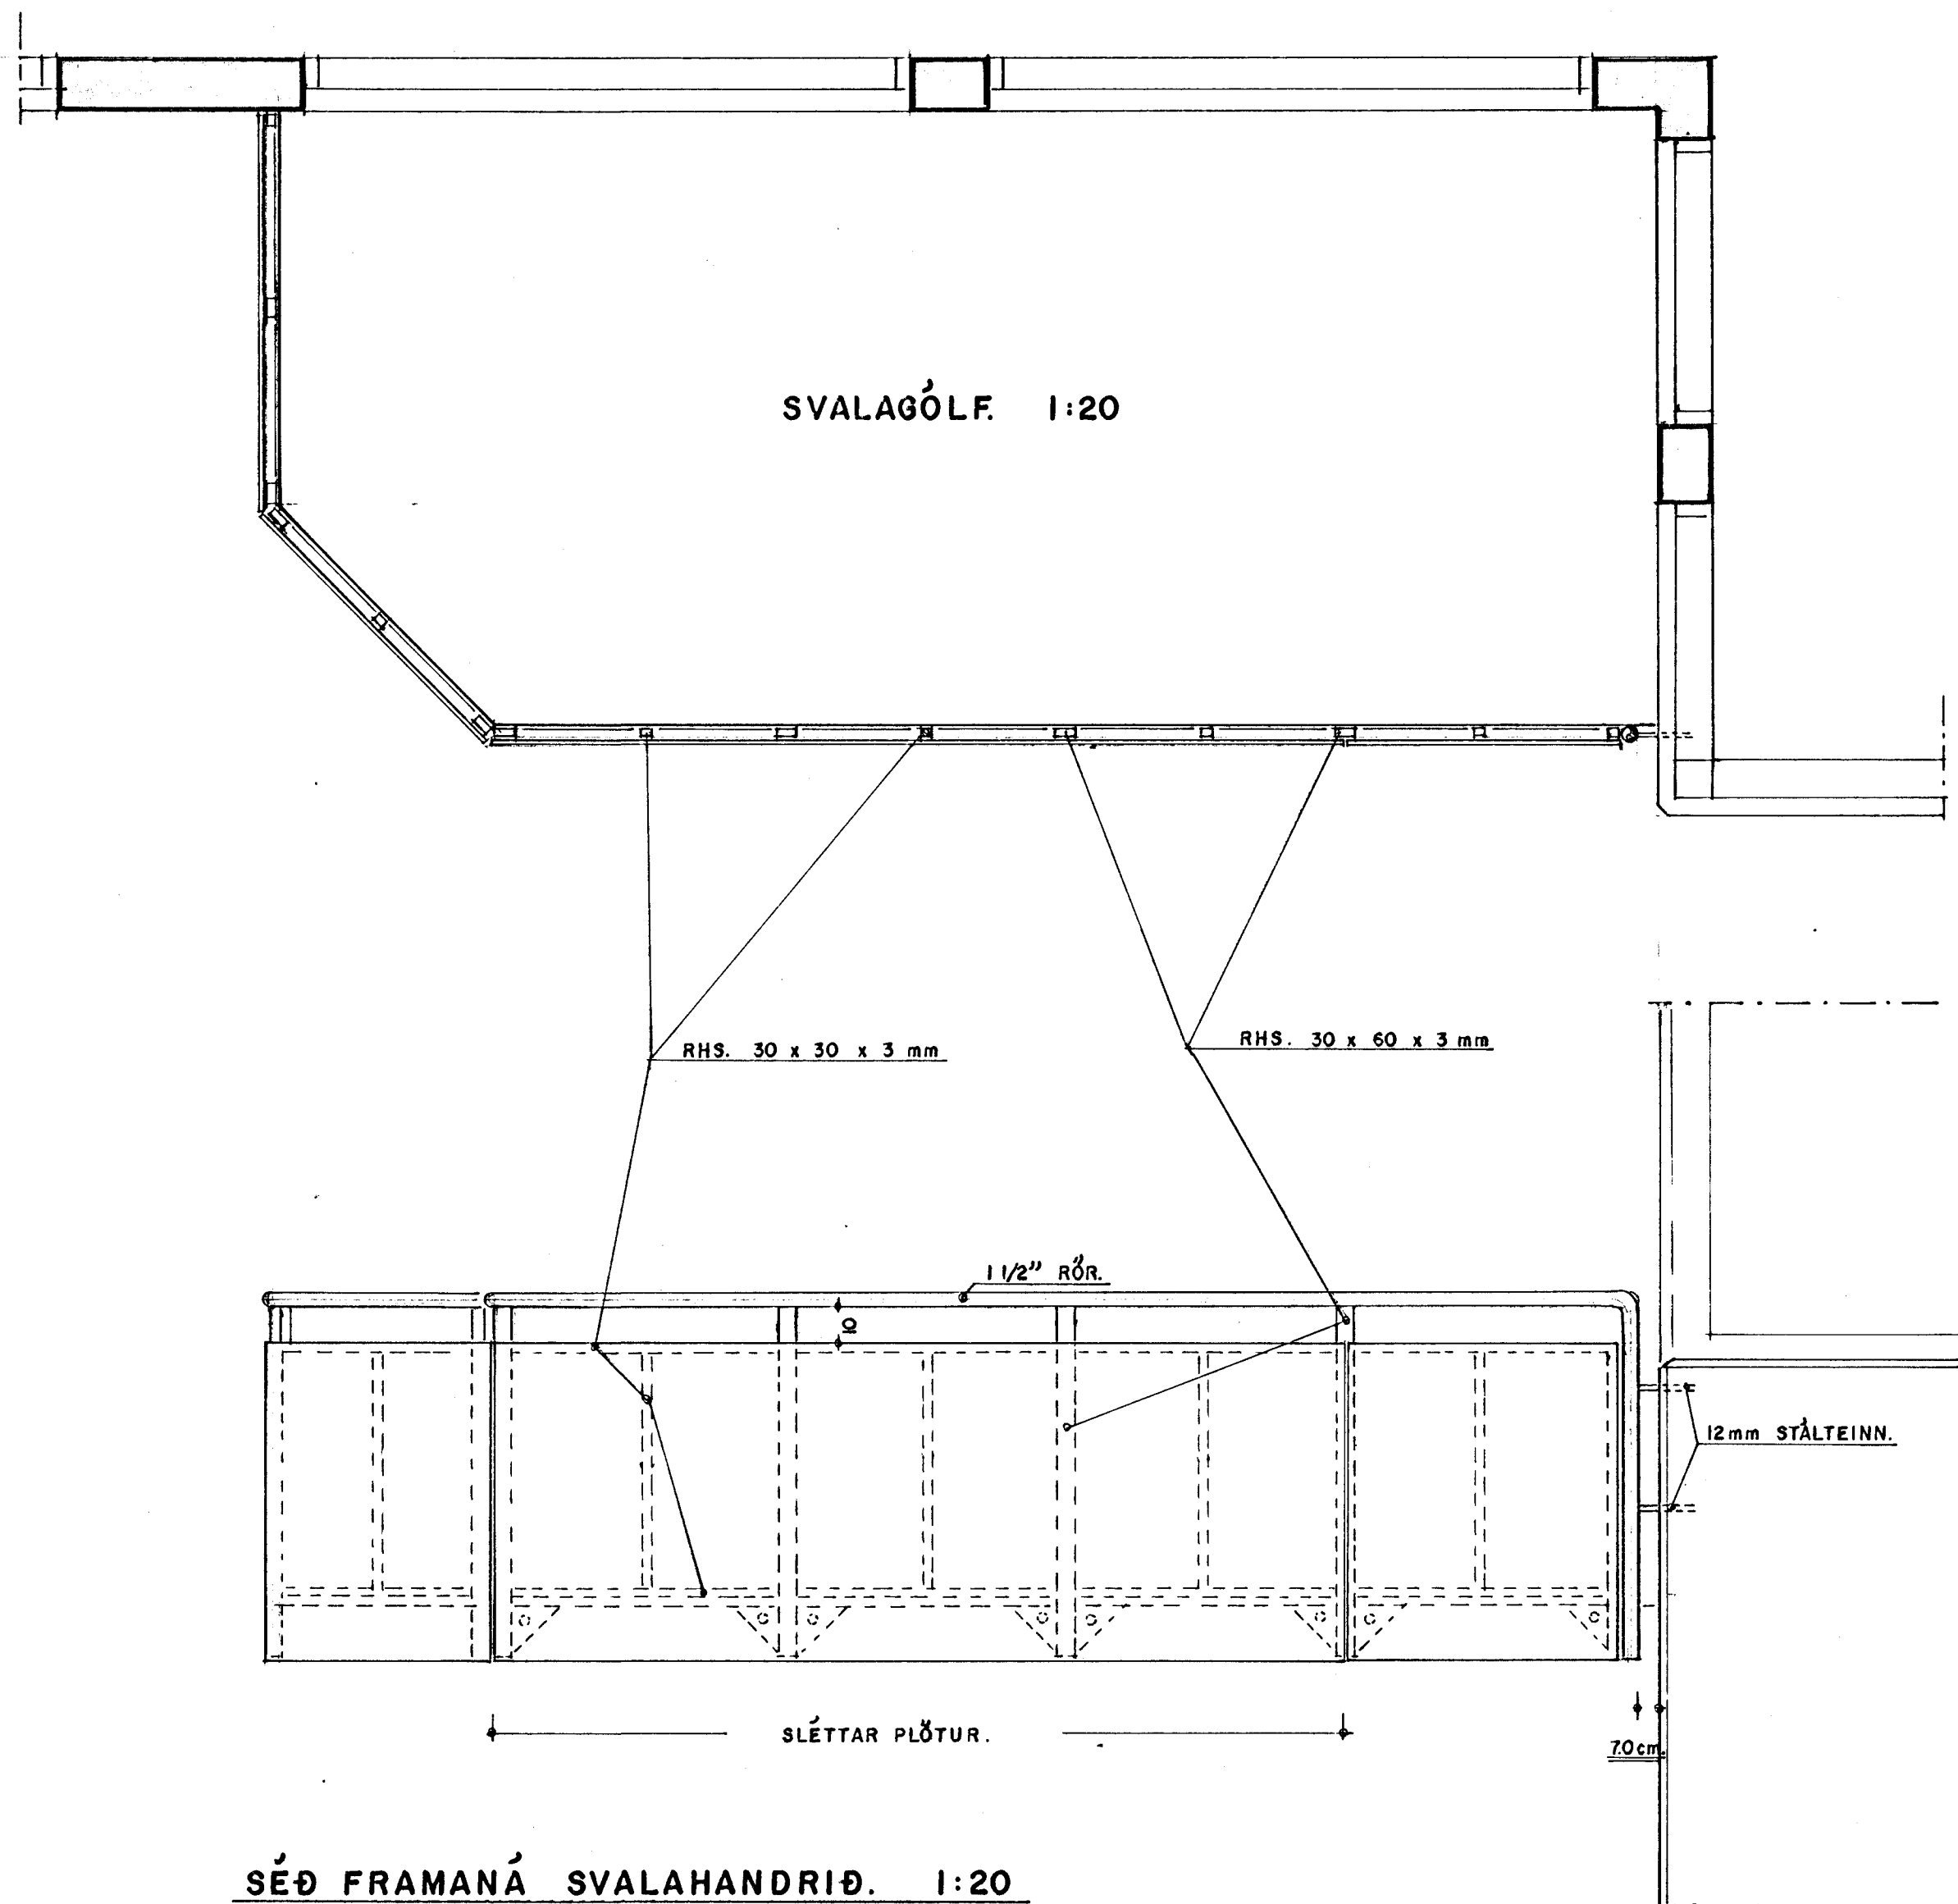 SVALAGÓLF. 1:20
RHS. 30 x 30 x 3 mm
RHS. 30 x 60 x 3 mm
1 1/2" RÖR.
10
12mm STÁLTEINN.
SLÉTTAR PLÖTUR.
7.0cm.
SÉÐ FRAMANÁ SVALAHANDRIÐ. 1:20